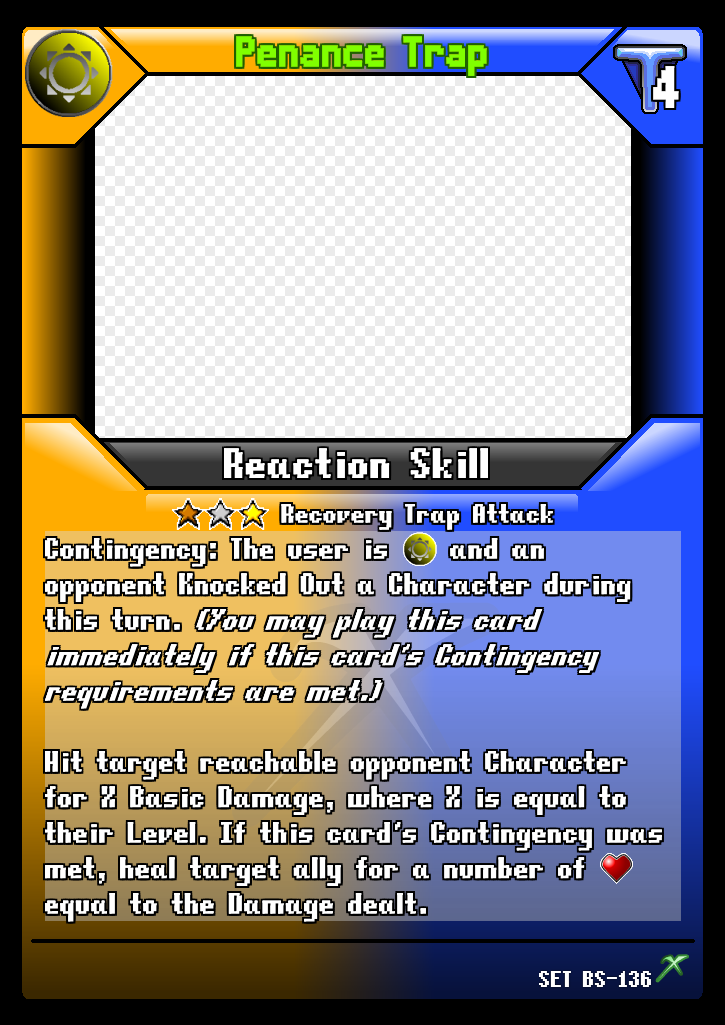 Penance Trap
4
Reaction Skill
Recovery Trap Attack
Contingency: The user is and an
opponent Knocked Out a Character during
this turn. (You may play this card
immediately if this card's Contingency
requirements are met.)
Hit target reachable opponent Character
for X Basic Damage, where X is equal to
their Level. If this card's Contingency was
met, heal target ally for a number of
equal to the Damage dealt.
SET BS-136